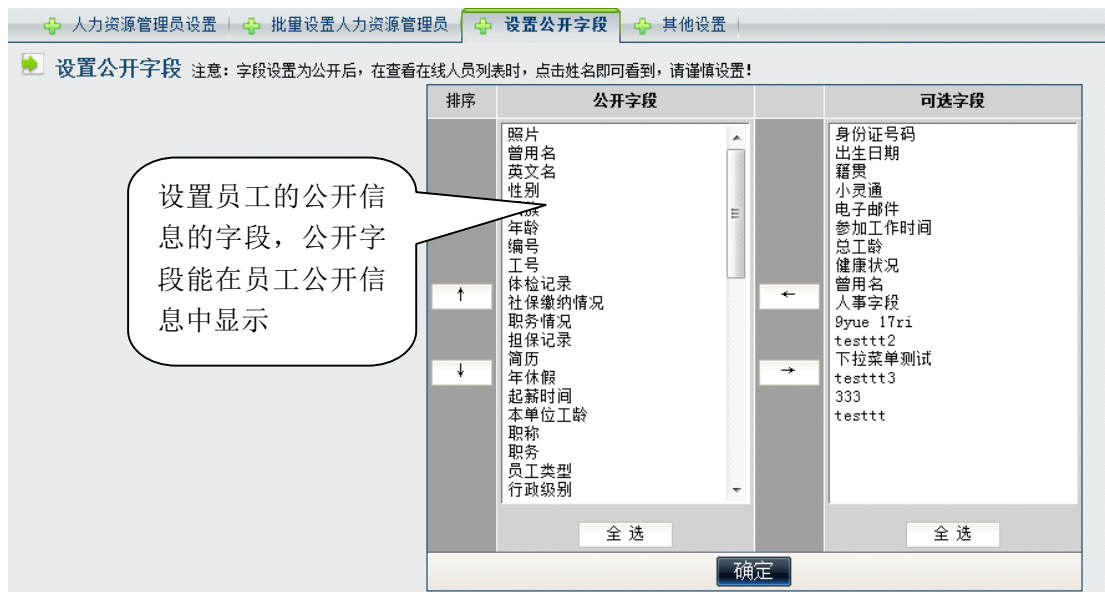 人力资源管理员设置 批量设置人力资源管理员 设置公开字段 其他设置
设置公开字段 注意：字段设置为公开后，在查看在线人员列表时，点击姓名即可看到，请谨慎设置！
排序 公开字段 可选字段
设置员工的公开信
息的字段，公开字
段能在员工公开信
息中显示
↑
↓
照片
曾用名
英文名
性别
年龄
编号
工号
体检记录
社保缴纳情况
职务情况
担保记录
简历
年休假
起薪时间
本单位工龄
职称
职务
员工类型
行政级别
全 选
←
→
身份证号码
出生日期
籍贯
小灵通
电子邮件
参加工作时间
总工龄
健康状况
曾用名
人事字段
9yue 17ri
testtt2
下拉菜单测试
testtt3
333
testtt
全 选
确定